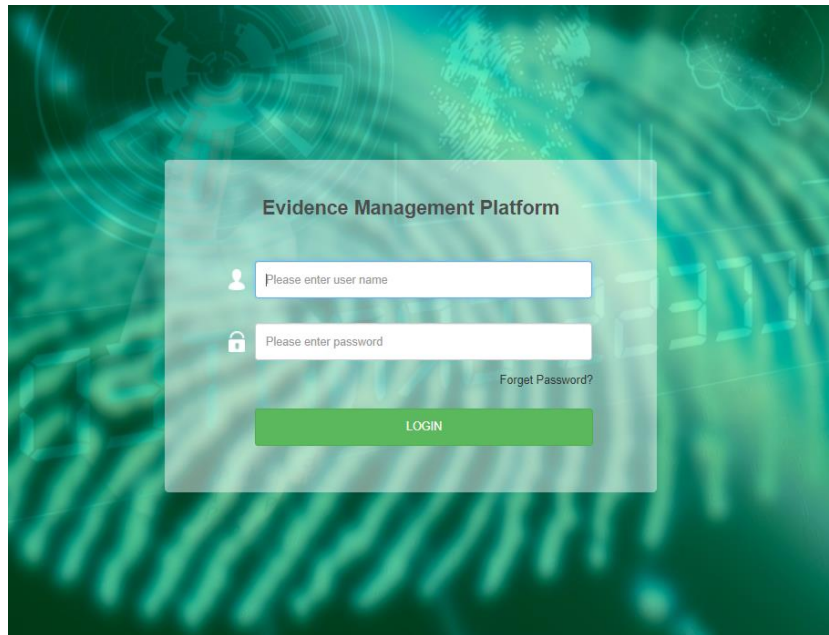 Evidence Management Platform
Please enter user name
Please enter password
Forget Password?
LOGIN